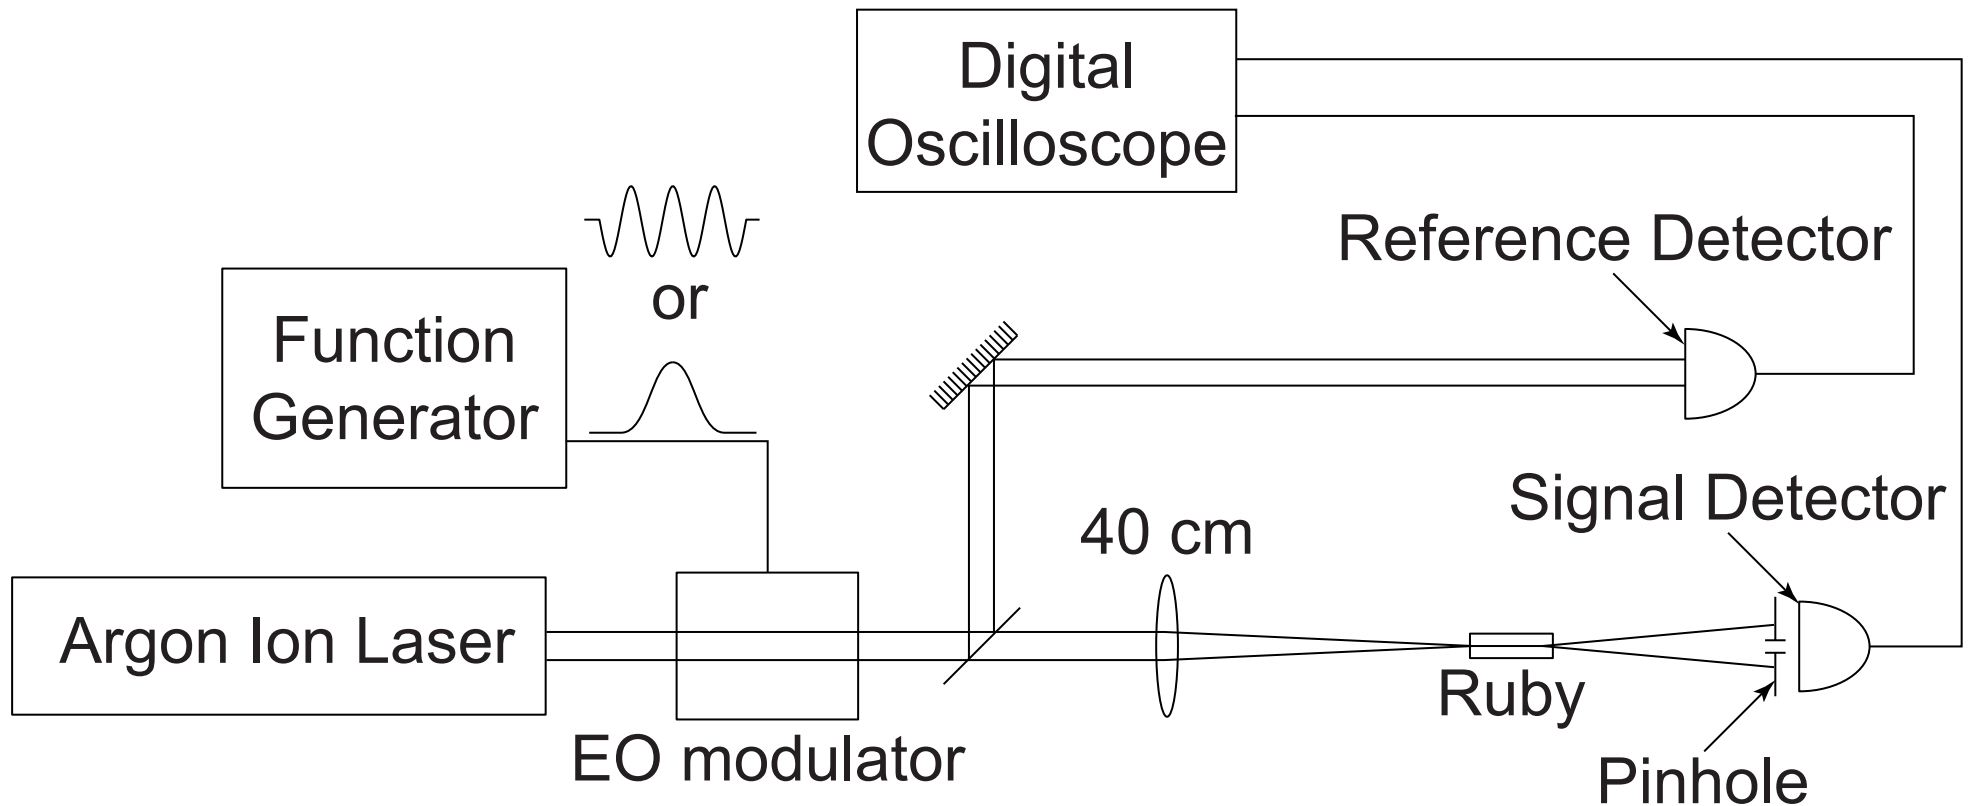 Digital
Oscilloscope
Reference Detector
or
Function
Generator
Signal Detector
40 cm
Argon Ion Laser
Ruby
EO modulator
Pinhole